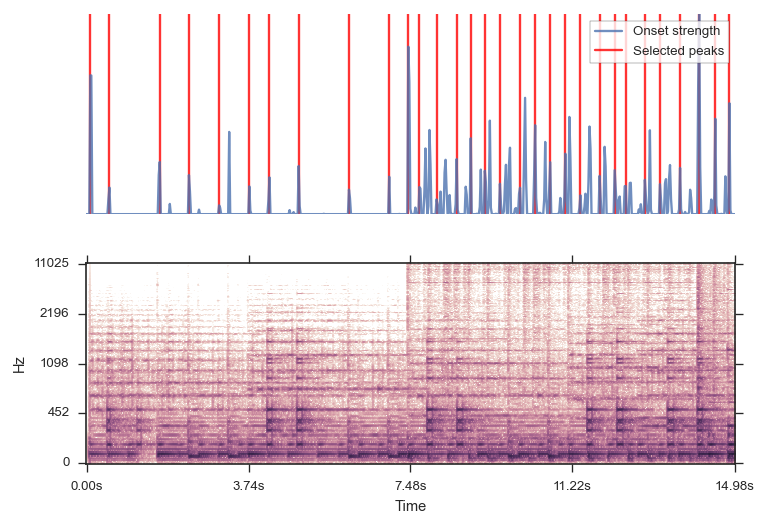 Onset strength
Selected peaks
11025
2196
1098
452
0
Hz
0.00s 3.74s 7.48s 11.22s 14.98s
Time